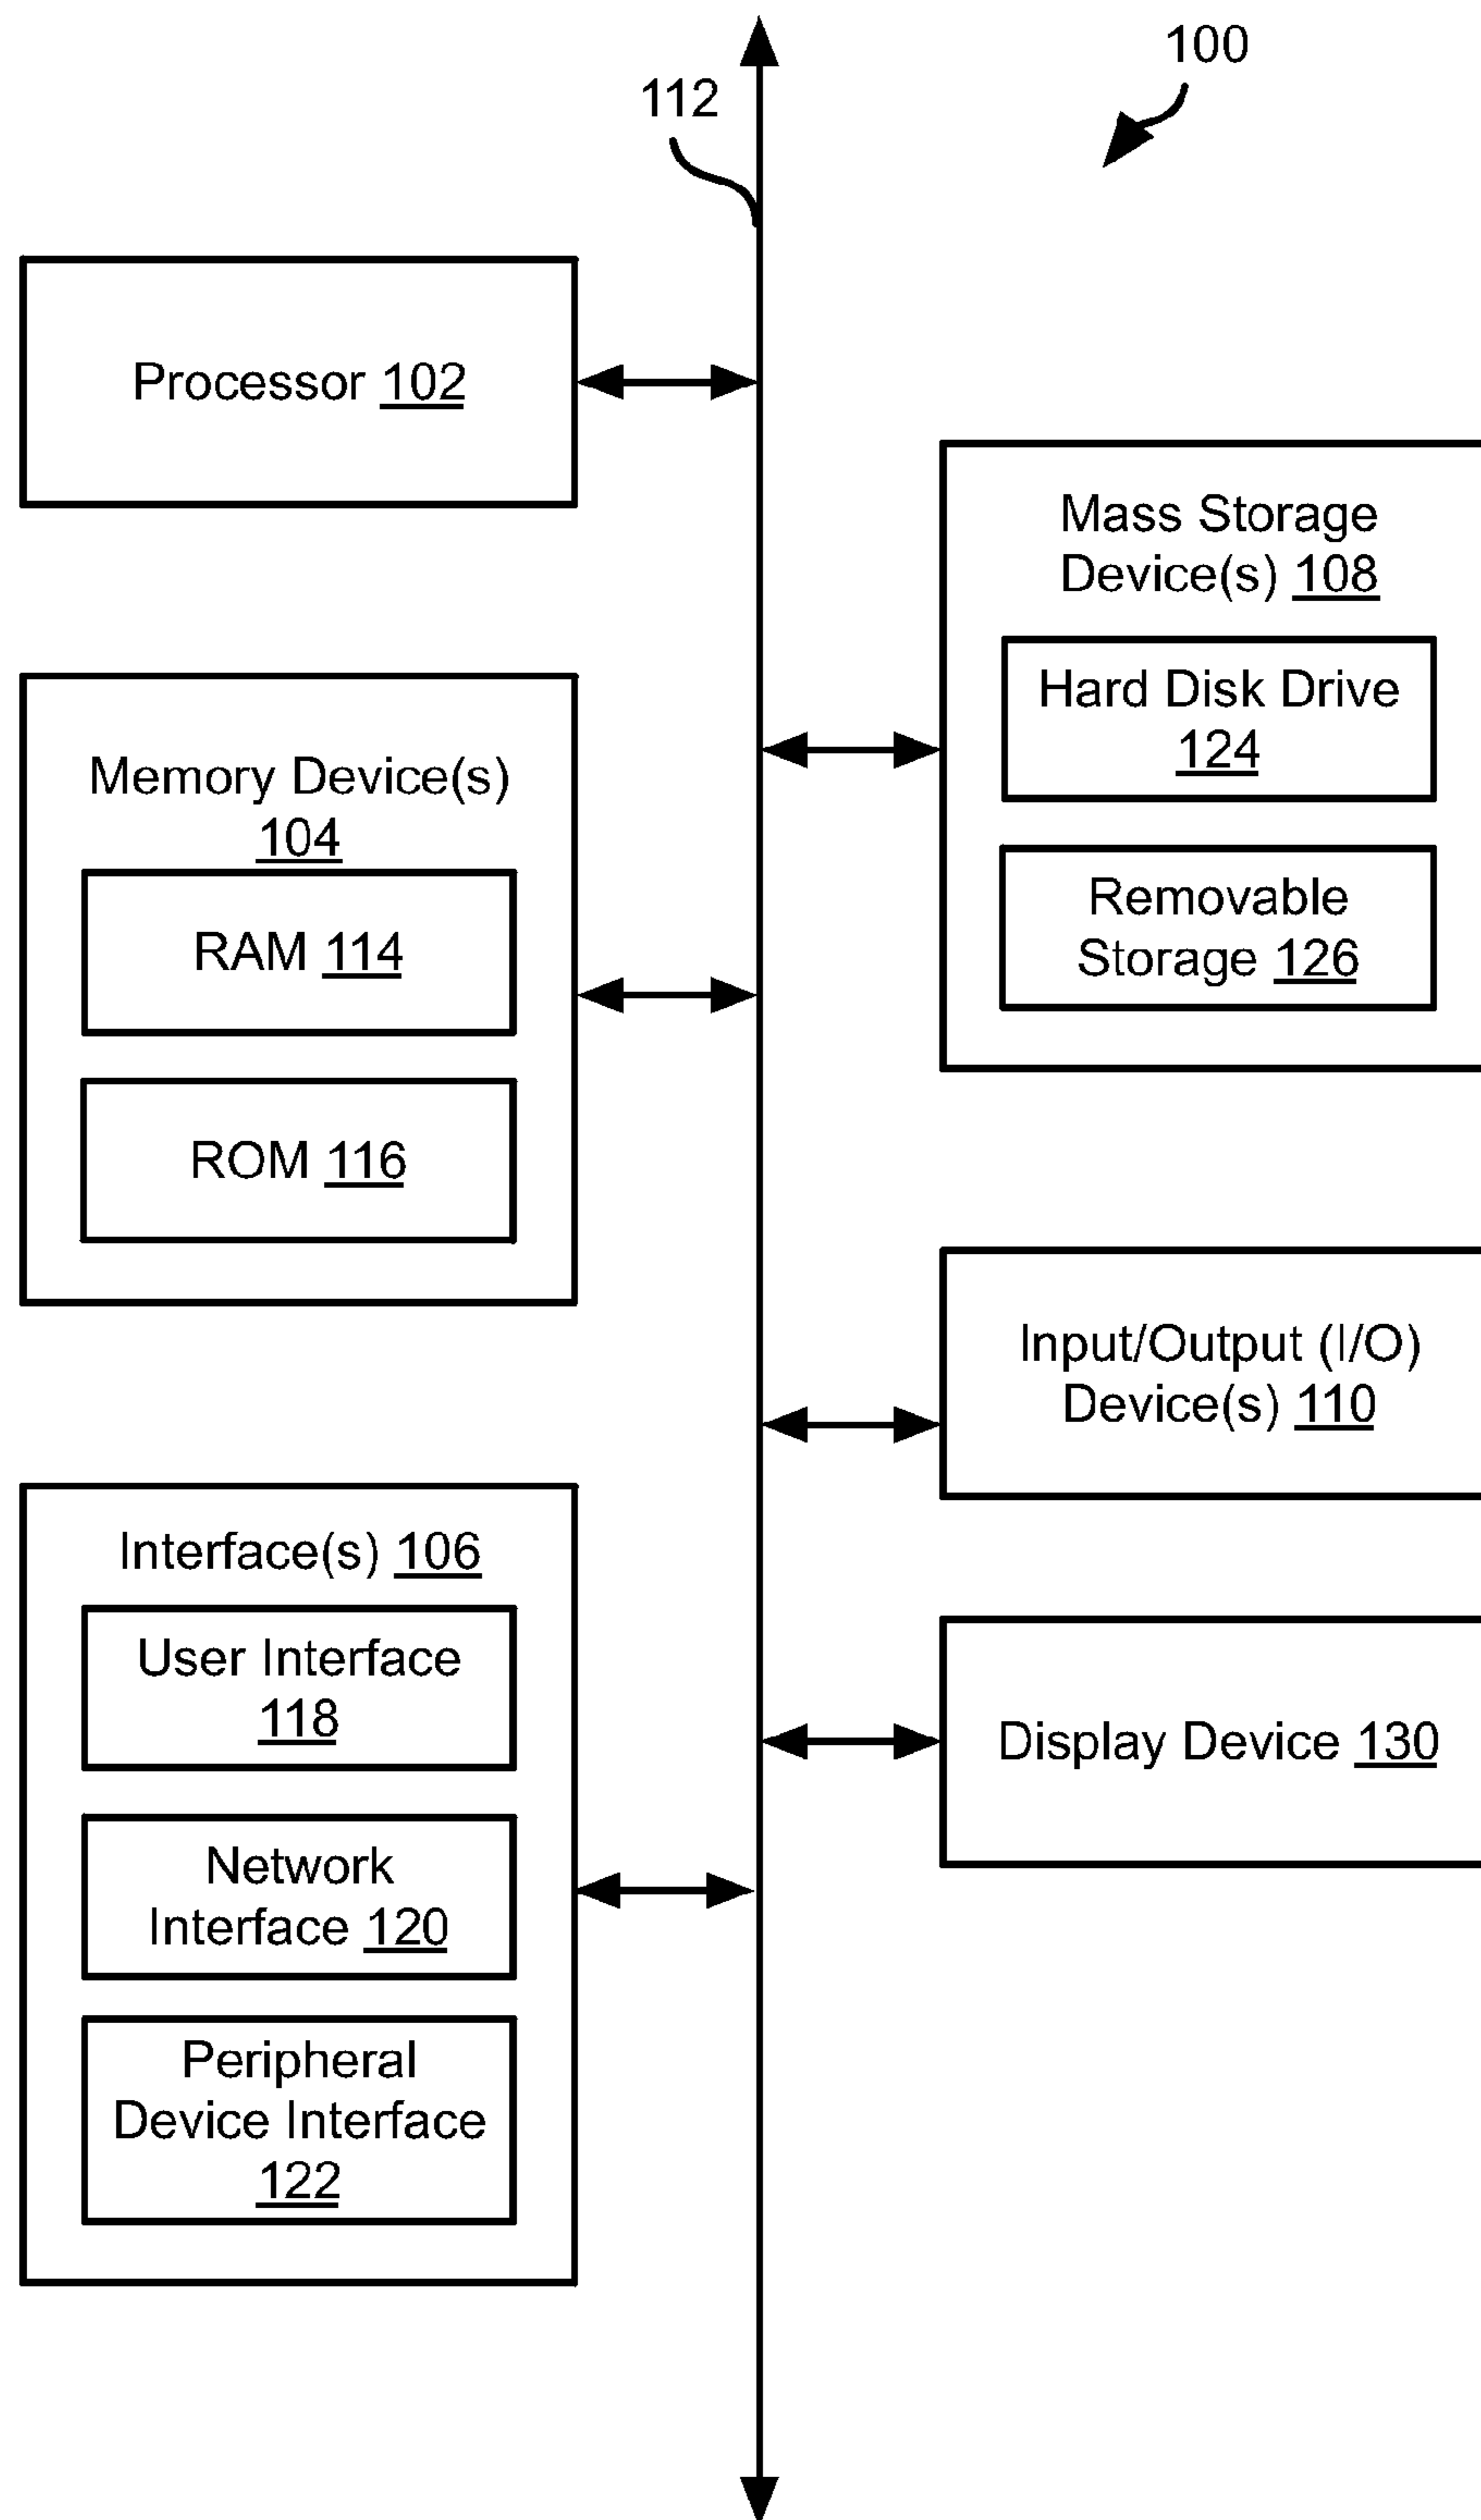 100
112
Processor 102
Mass Storage
Device(s) 108
Hard Disk Drive
124
Removable
Storage 126
Memory Device(s)
104
RAM 114
ROM 116
Input/Output (I/O)
Device(s) 110
Interface(s) 106
User Interface
118
Network
Interface 120
Peripheral
Device Interface
122
Display Device 130